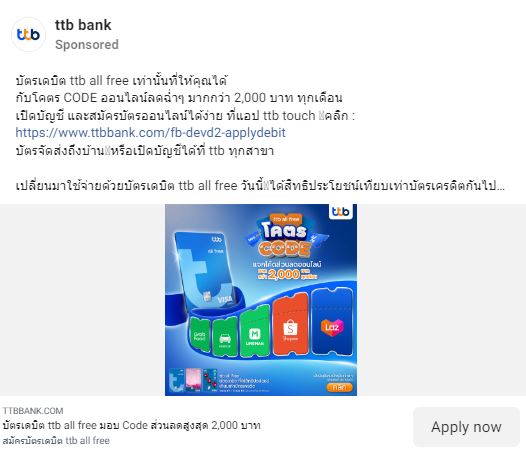 ttb
ttb bank
Sponsored
บัตรเดบิต ttb all free เท่านั้นที่ให้คุณได้
กับโคตร CODE ออนไลน์ลดฉ่ำๆ มากกว่า 2,000 บาท ทุกเดือน
เปิดบัญชี และสมัครบัตรออนไลน์ได้ง่าย ที่แอป ttb touch คลิก :
https://www.ttbbank.com/fb-devd2-applydebit
บัตรจัดส่งถึงบ้าน หรือเปิดบัญชีได้ที่ ttb ทุกสาขา
เปลี่ยนมาใช้จ่ายด้วยบัตรเดบิต ttb all free วันนี้ ได้สิทธิประโยชน์เทียบเท่าบัตรเครดิตกันไป...
ttb
ttb all free
โคตร
CODE
แจกโค้ดส่วนลดออนไลน์
2,000
ttb
all free
VISA
Grab
Food
LINEMAN
Shopee
Laz
ttb all free
คลิก
TTBBANK.COM
บัตรเดบิต ttb all free มอบ Code ส่วนลดสูงสุด 2,000 บาท
สมัครบัตรเดบิต ttb all free
Apply now